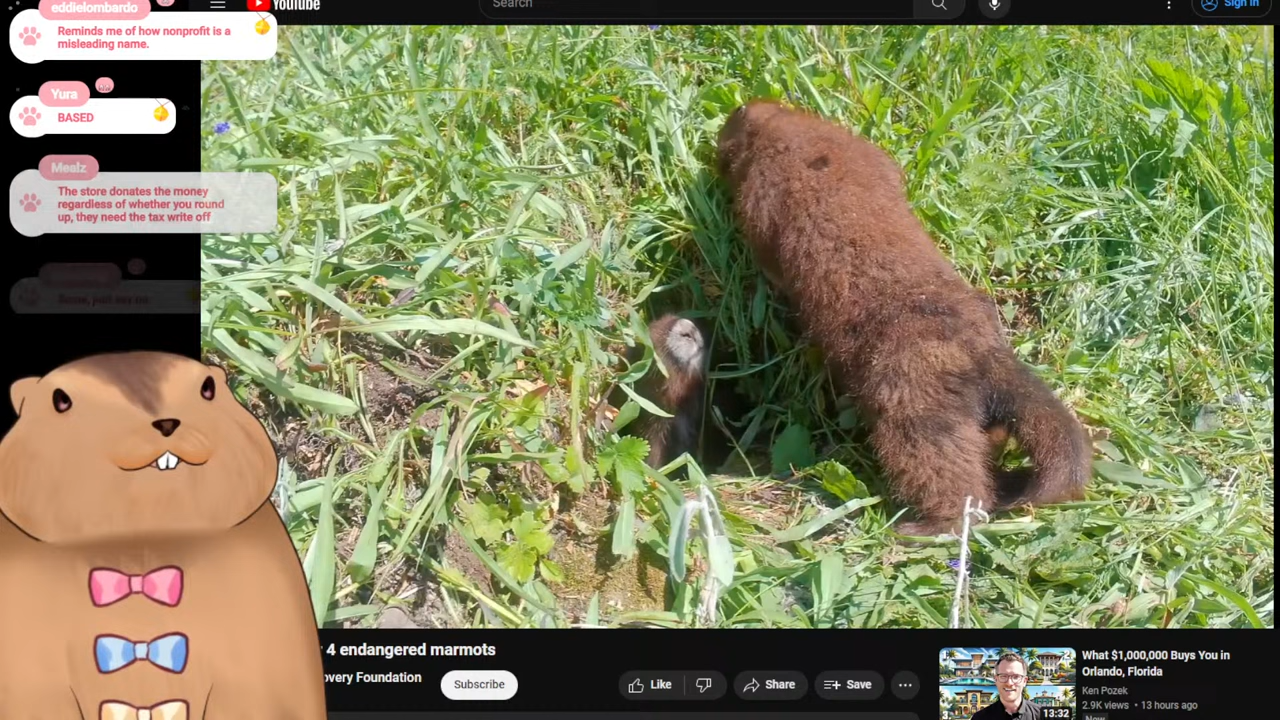 eddielombardo
Reminds me of how nonprofit is a
misleading name.
Yura
BASED
Mealz
The store donates the money
regardless of whether you round
up, they need the tax write off
YouTube
Search
Sign in
4 endangered marmots
overy Foundation
Subscribe
Like
Share
Save
What $1,000,000 Buys You in
Orlando, Florida
Ken Pozek
2.9K views • 13 hours ago
New
13:32